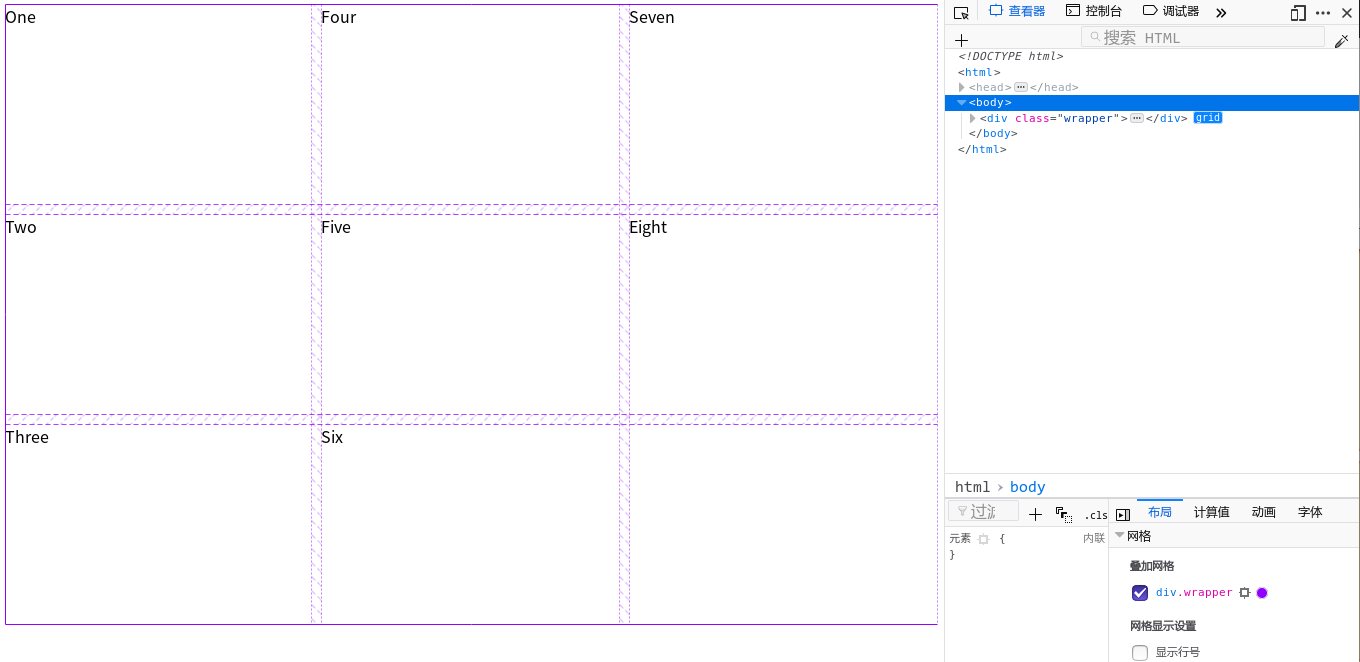 One Four Seven
Two Five Eight
Three Six
查看器 控制台 调试器
搜索 HTML
<!DOCTYPE html>
<html>
<head> </head>
<body>
<div class="wrapper"> </div> grid
</body>
</html>
html › body
.cls
布局 计算值 动画 字体
元素 { 内联
}
网格
叠加网格
div.wrapper
网格显示设置
显示行号